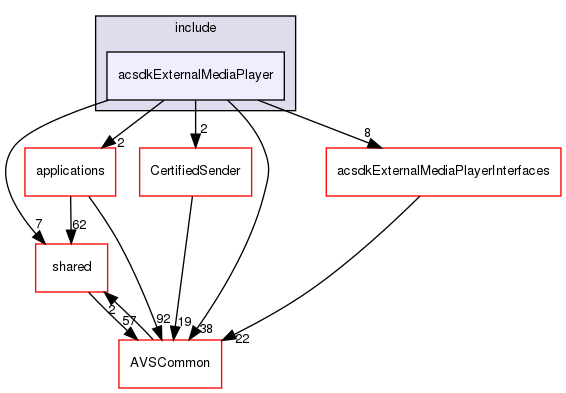 include
acsdkExternalMediaPlayer
2
2
8
applications
CertifiedSender
acsdkExternalMediaPlayerInterfaces
7
62
shared
2
57
92
19
38
22
AVSCommon